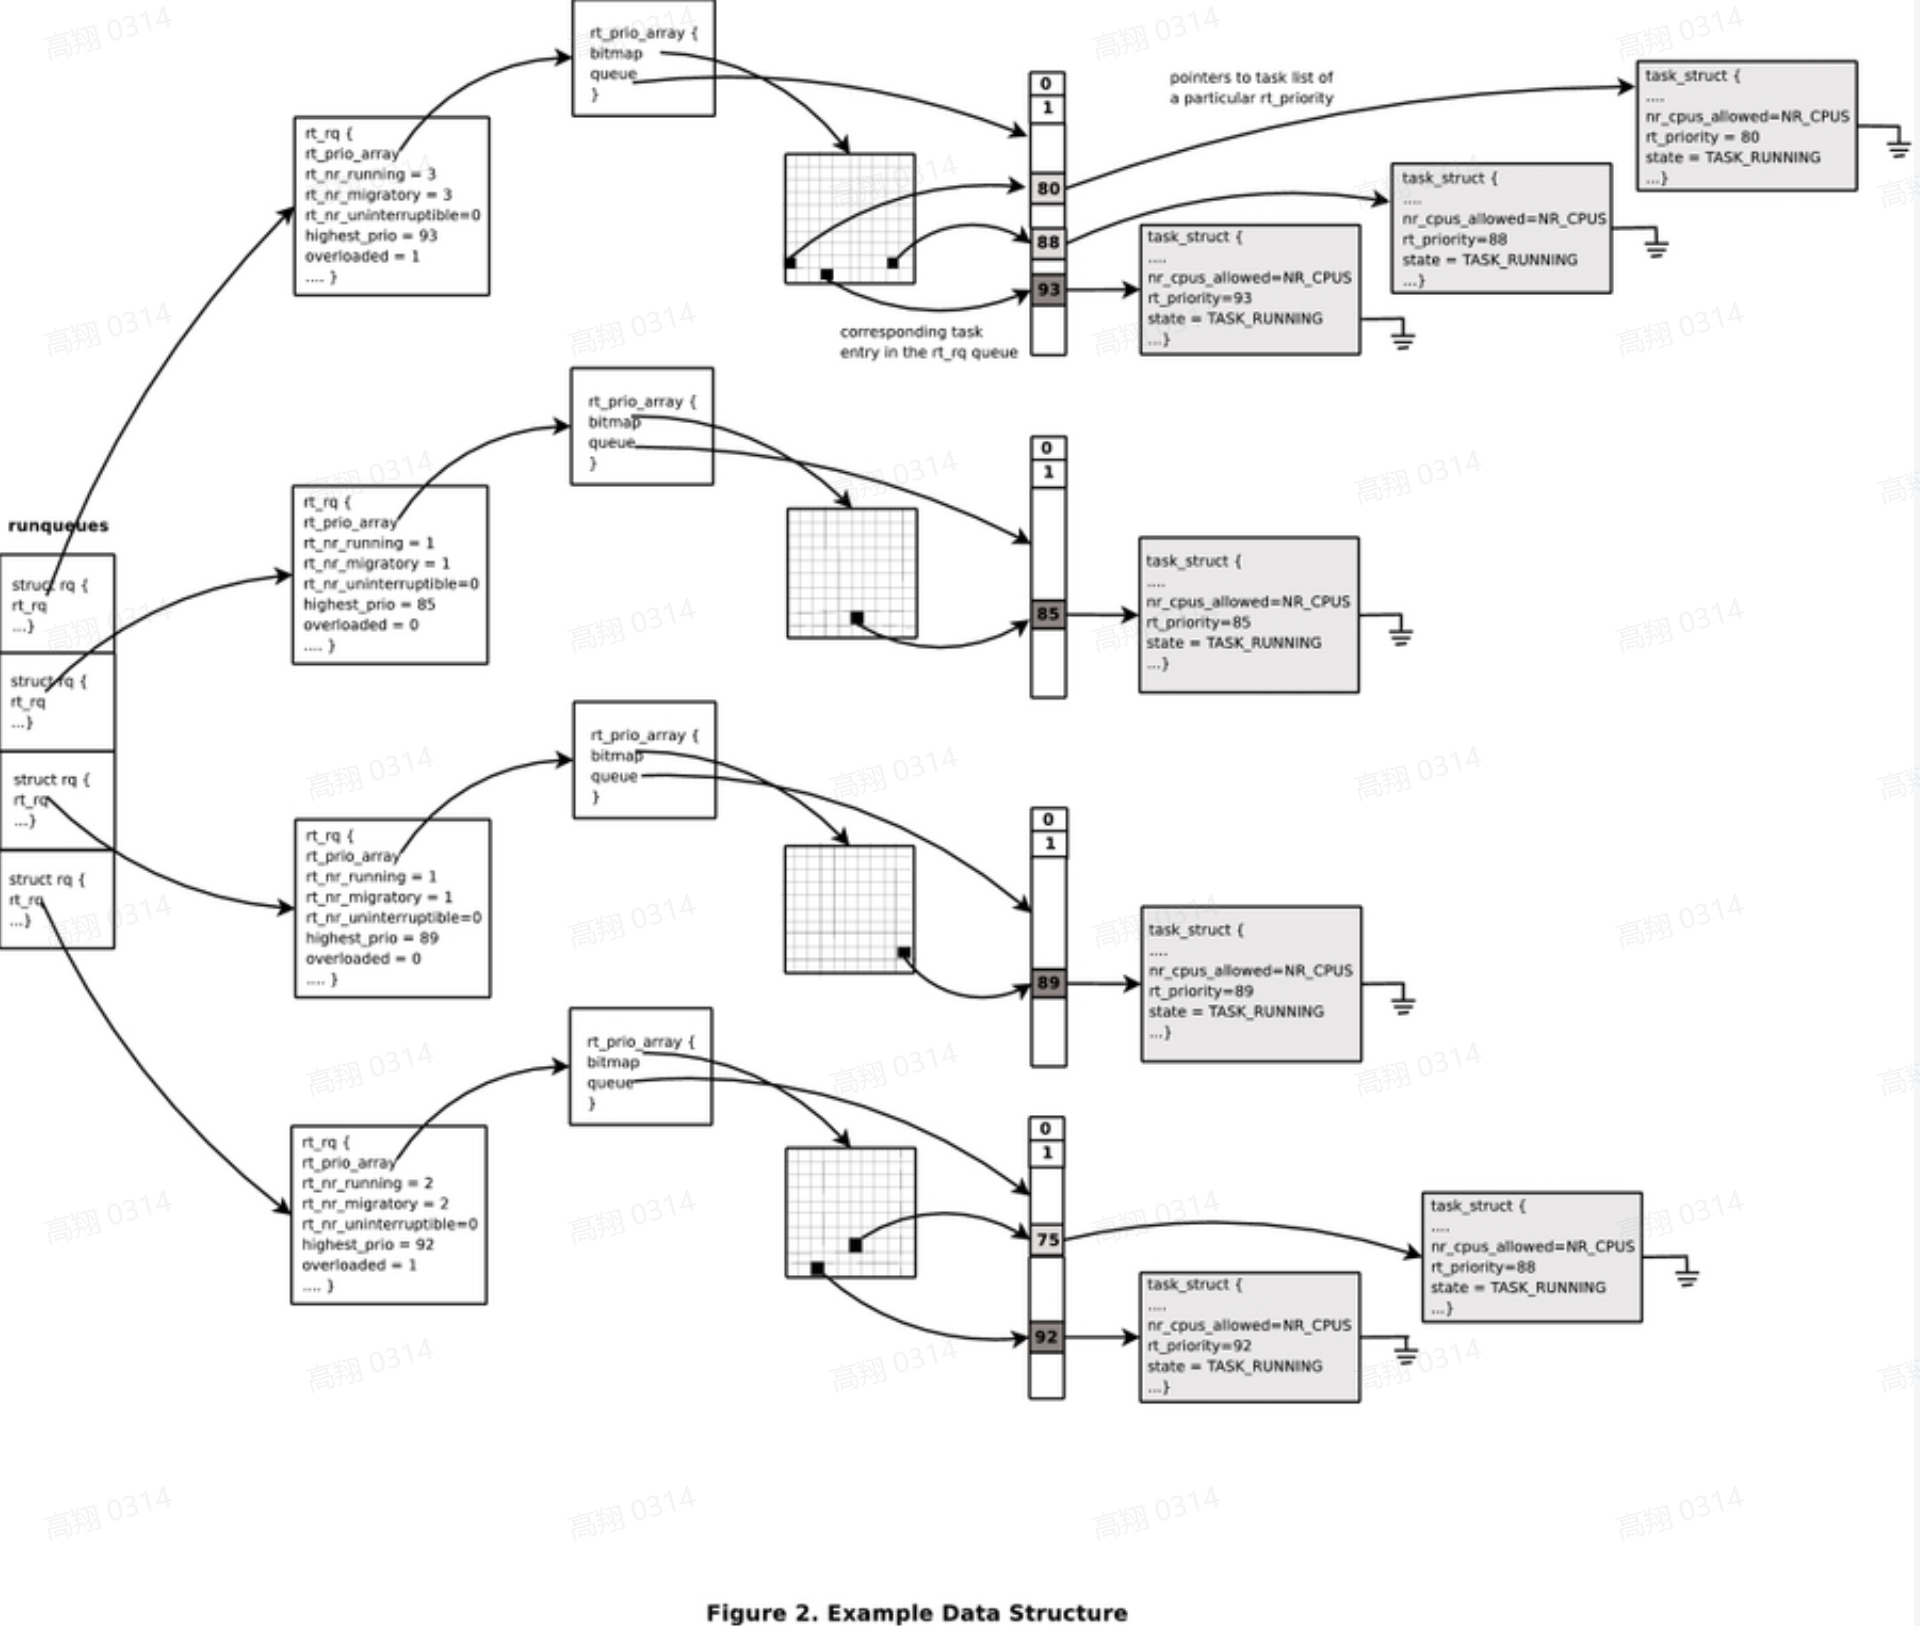 rt_prio_array {
bitmap
queue
}
rt_rq {
rt_prio_array
rt_nr_running = 3
rt_nr_migratory = 3
rt_nr_uninterruptible=0
highest_prio = 93
overloaded = 1
.... }
0
1
80
88
93
pointers to task list of
a particular rt_priority
corresponding task
entry in the rt_rq queue
task_struct {
....
nr_cpus_allowed=NR_CPUS
rt_priority = 80
state = TASK_RUNNING
...}
task_struct {
....
nr_cpus_allowed=NR_CPUS
rt_priority=88
state = TASK_RUNNING
...}
task_struct {
....
nr_cpus_allowed=NR_CPUS
rt_priority=93
state = TASK_RUNNING
...}
runqueues
struct rq {
rt_rq
...}
struct rq {
rt_rq
...}
struct rq {
rt_rq
...}
struct rq {
rt_rq
...}
rt_prio_array {
bitmap
queue
}
rt_rq {
rt_prio_array
rt_nr_running = 1
rt_nr_migratory = 1
rt_nr_uninterruptible=0
highest_prio = 85
overloaded = 0
.... }
0
1
85
task_struct {
....
nr_cpus_allowed=NR_CPUS
rt_priority=85
state = TASK_RUNNING
...}
rt_prio_array {
bitmap
queue
}
rt_rq {
rt_prio_array
rt_nr_running = 1
rt_nr_migratory = 1
rt_nr_uninterruptible=0
highest_prio = 89
overloaded = 0
.... }
0
1
89
task_struct {
....
nr_cpus_allowed=NR_CPUS
rt_priority=89
state = TASK_RUNNING
...}
rt_prio_array {
bitmap
queue
}
rt_rq {
rt_prio_array
rt_nr_running = 2
rt_nr_migratory = 2
rt_nr_uninterruptible=0
highest_prio = 92
overloaded = 1
.... }
0
1
75
92
task_struct {
....
nr_cpus_allowed=NR_CPUS
rt_priority=88
state = TASK_RUNNING
...}
task_struct {
....
nr_cpus_allowed=NR_CPUS
rt_priority=92
state = TASK_RUNNING
...}
Figure 2. Example Data Structure
高翔 0314